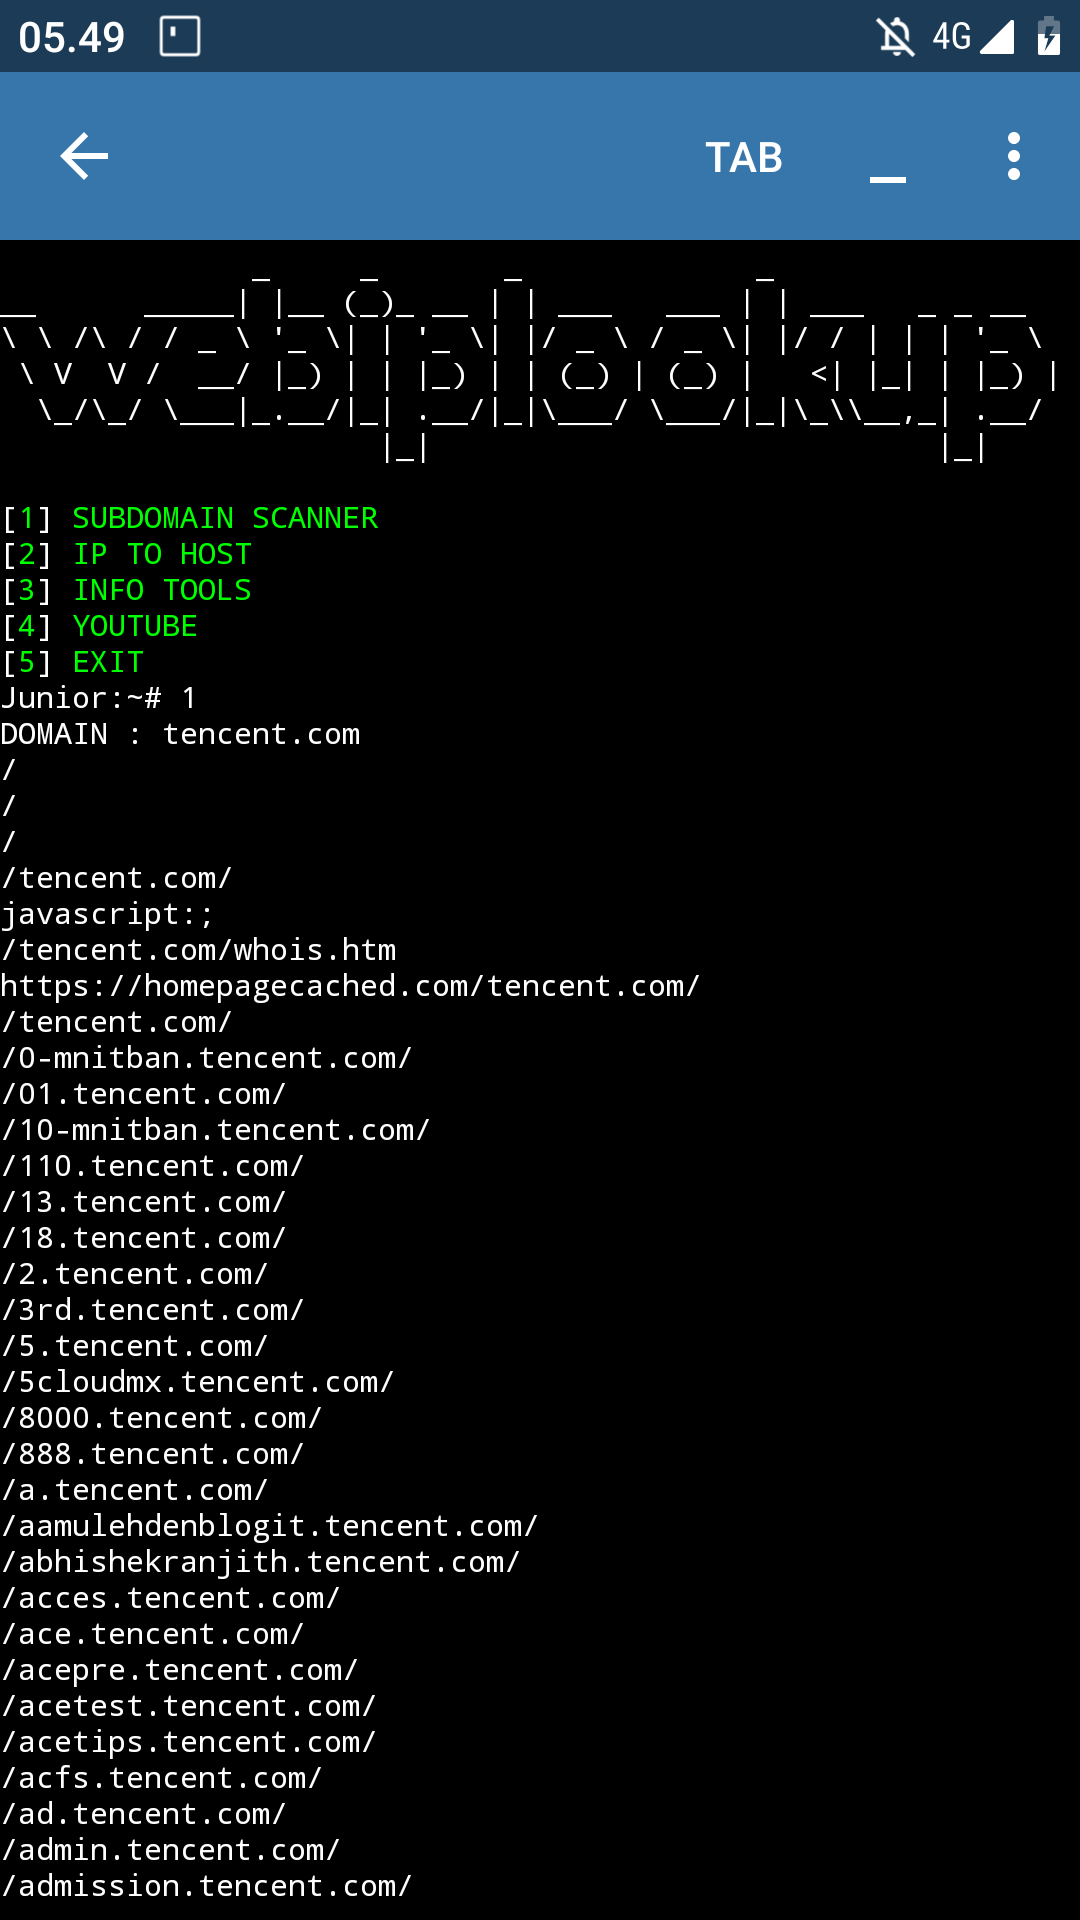 05.49 4G
TAB
webiplookup
[1] SUBDOMAIN SCANNER
[2] IP TO HOST
[3] INFO TOOLS
[4] YOUTUBE
[5] EXIT
Junior:~# 1
DOMAIN : tencent.com
/
/
/
/tencent.com/
javascript:;
/tencent.com/whois.htm
https://homepagecached.com/tencent.com/
/tencent.com/
/0-mnitban.tencent.com/
/01.tencent.com/
/10-mnitban.tencent.com/
/110.tencent.com/
/13.tencent.com/
/18.tencent.com/
/2.tencent.com/
/3rd.tencent.com/
/5.tencent.com/
/5cloudmx.tencent.com/
/8000.tencent.com/
/888.tencent.com/
/a.tencent.com/
/aamulehdenblogit.tencent.com/
/abhishekranjith.tencent.com/
/acces.tencent.com/
/ace.tencent.com/
/acepre.tencent.com/
/acetest.tencent.com/
/acetips.tencent.com/
/acfs.tencent.com/
/ad.tencent.com/
/admin.tencent.com/
/admission.tencent.com/